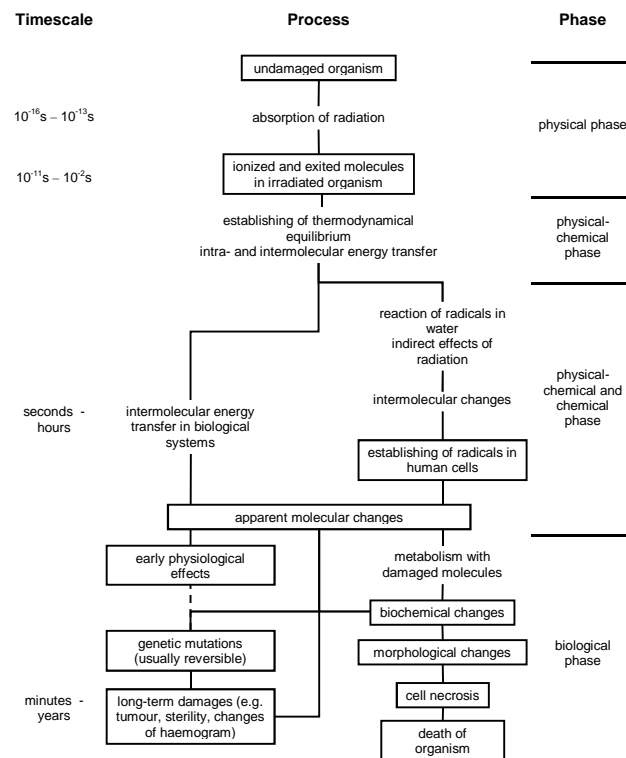 Timescale
Process
Phase
undamaged organism
10⁻¹⁶s – 10⁻¹³s
absorption of radiation
physical phase
10⁻¹¹s – 10⁻²s
ionized and exited molecules
in irradiated organism
establishing of thermodynamical
equilibrium
intra- and intermolecular energy transfer
physical-
chemical
phase
reaction of radicals in
water
indirect effects of
radiation
physical-
chemical and
chemical
phase
seconds -
hours
intermolecular energy
transfer in biological
systems
intermolecular changes
establishing of radicals in
human cells
apparent molecular changes
early physiological
effects
metabolism with
damaged molecules
biochemical changes
genetic mutations
(usually reversible)
morphological changes
biological
phase
minutes -
years
long-term damages (e.g.
tumour, sterility, changes
of haemogram)
cell necrosis
death of
organism